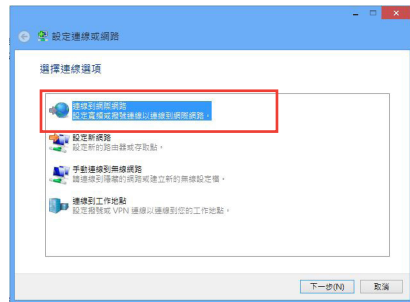 設定連線或網路
選擇連線選項
連線到網際網路
設定寬頻或撥號連線以連線到網際網路。
設定新網路
設定新的路由器或存取點。
手動連線到無線網路
請連線到隱藏的網路或建立新的無線設定檔。
連線到工作地點
設定撥號或 VPN 連線以連線到您的工作地點。
下一步(N)
取消